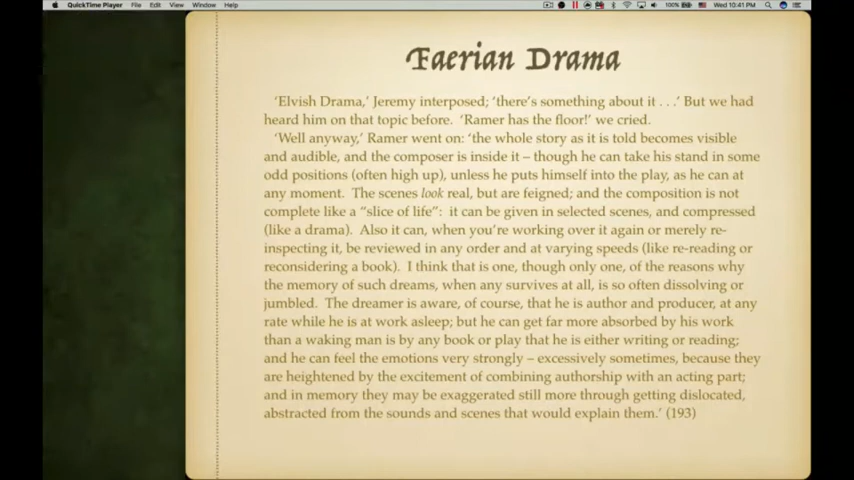 QuickTime Player File Edit View Window Help 100% Wed 10:41 PM
Faerian Drama
'Elvish Drama,' Jeremy interposed; 'there's something about it . . .' But we had
heard him on that topic before. 'Ramer has the floor!' we cried.
'Well anyway,' Ramer went on: 'the whole story as it is told becomes visible
and audible, and the composer is inside it – though he can take his stand in some
odd positions (often high up), unless he puts himself into the play, as he can at
any moment. The scenes look real, but are feigned; and the composition is not
complete like a "slice of life": it can be given in selected scenes, and compressed
(like a drama). Also it can, when you're working over it again or merely re-
inspecting it, be reviewed in any order and at varying speeds (like re-reading or
reconsidering a book). I think that is one, though only one, of the reasons why
the memory of such dreams, when any survives at all, is so often dissolving or
jumbled. The dreamer is aware, of course, that he is author and producer, at any
rate while he is at work asleep; but he can get far more absorbed by his work
than a waking man is by any book or play that he is either writing or reading;
and he can feel the emotions very strongly – excessively sometimes, because they
are heightened by the excitement of combining authorship with an acting part;
and in memory they may be exaggerated still more through getting dislocated,
abstracted from the sounds and scenes that would explain them.' (193)